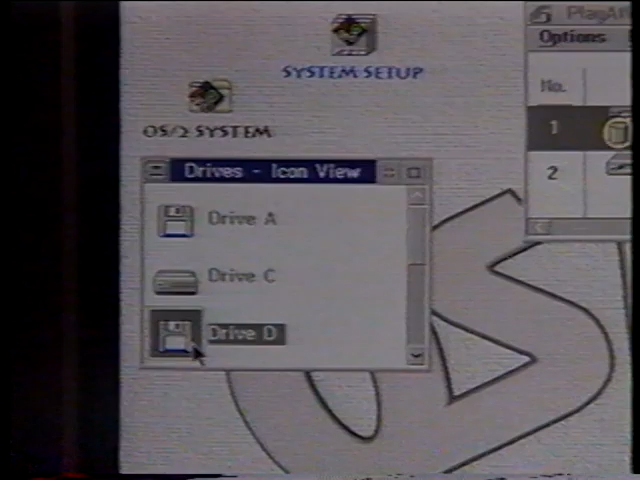 SYSTEM SETUP
OS/2 SYSTEM
Drives - Icon View
Drive A
Drive C
Drive D
Options
No.
1
2